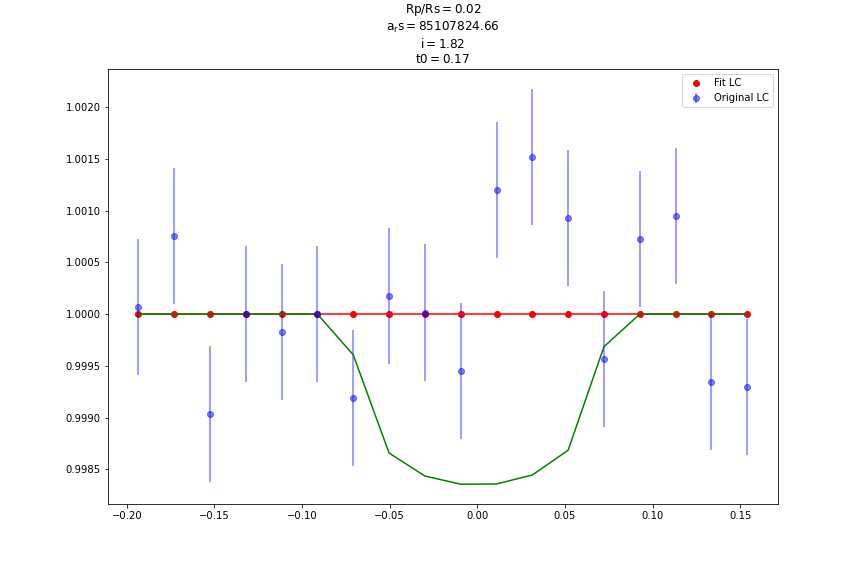 Rp/Rs = 0.02
a_r s = 85107824.66
i = 1.82
t0 = 0.17
Fit LC
Original LC
1.0020
1.0015
1.0010
1.0005
1.0000
0.9995
0.9990
0.9985
−0.20 −0.15 −0.10 −0.05 0.00 0.05 0.10 0.15